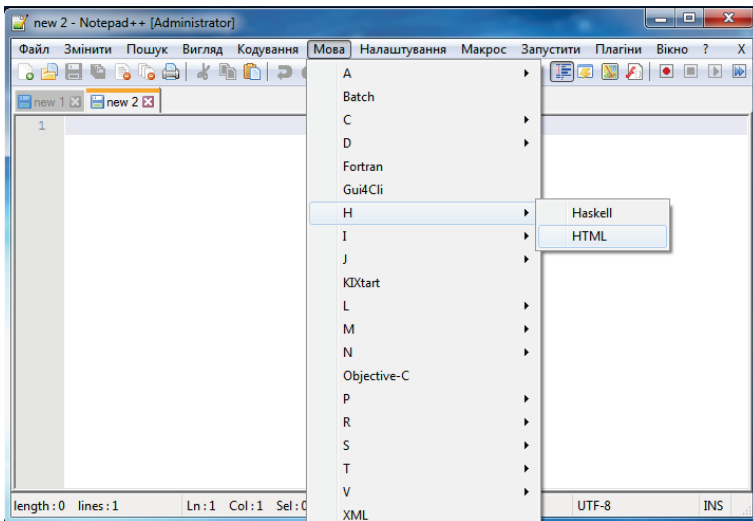 new 2 - Notepad++ [Administrator]
Файл Змінити Пошук Вигляд Кодування Мова Налаштування Макрос Запустити Плагіни Вікно ? X
new 1 new 2
1
A
Batch
C
D
Fortran
Gui4Cli
H
Haskell
I
HTML
J
KIXtart
L
M
N
Objective-C
P
R
S
T
V
XML
length : 0 lines : 1 Ln : 1 Col : 1 Sel : 0 UTF-8 INS